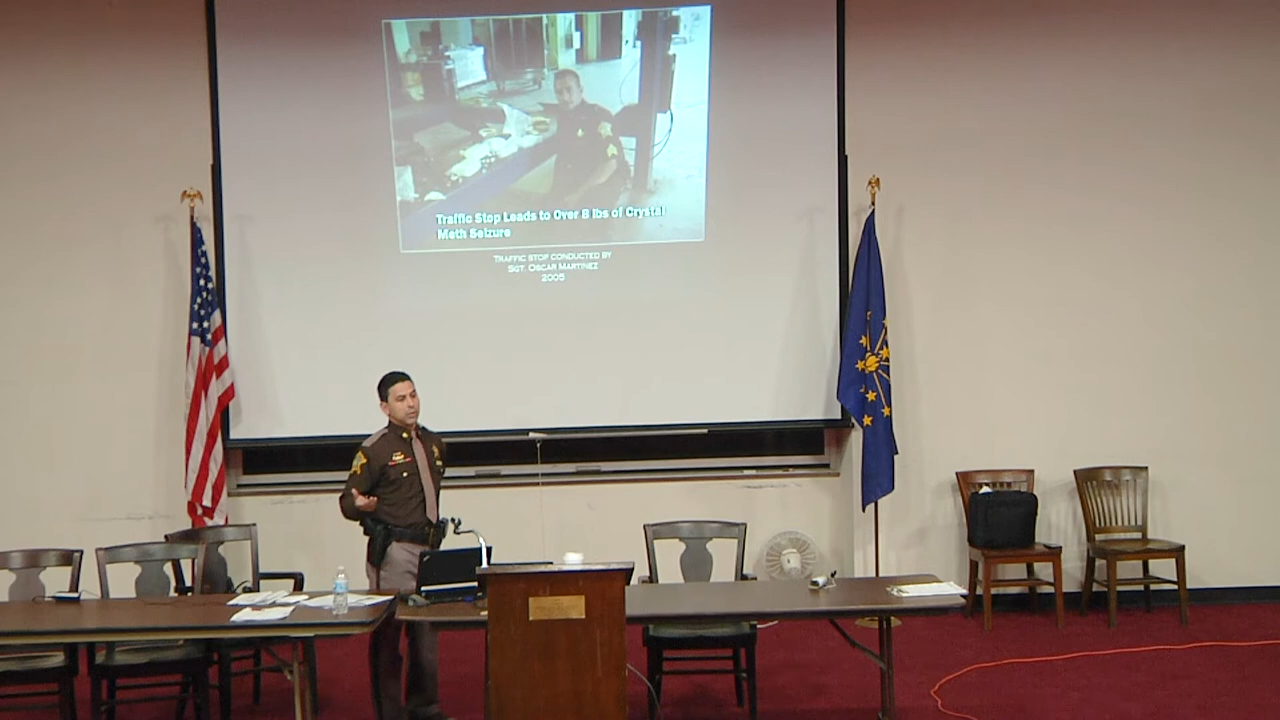 Traffic Stop Leads to Over 8 lbs of Crystal
Meth Seizure
TRAFFIC STOP CONDUCTED BY
SGT. OSCAR MARTINEZ
2005